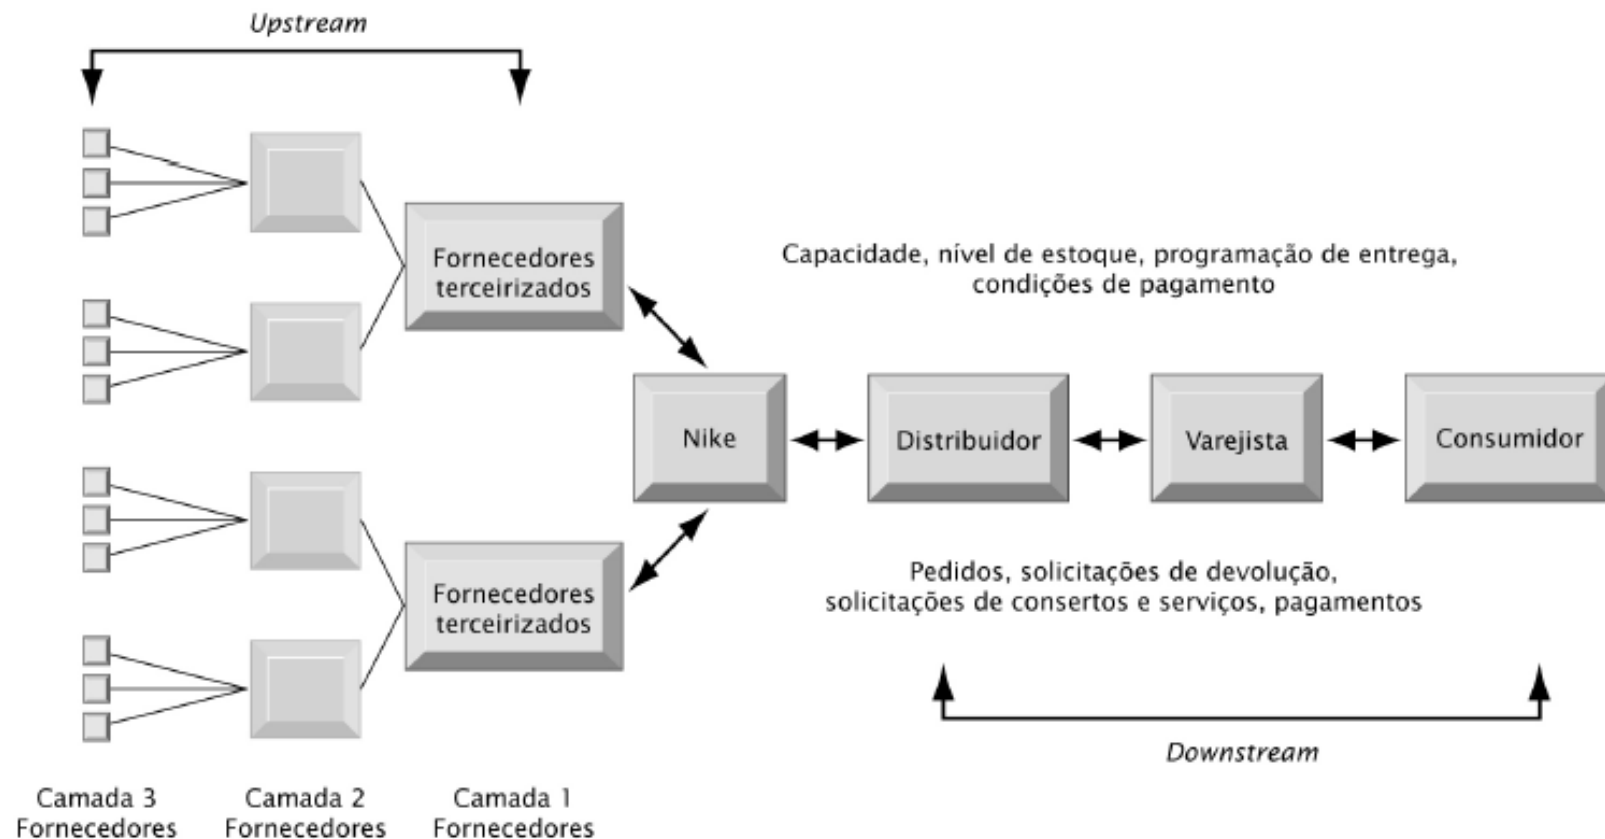 Upstream
Fornecedores
terceirizados
Capacidade, nível de estoque, programação de entrega,
condições de pagamento
Nike
Distribuidor
Varejista
Consumidor
Fornecedores
terceirizados
Pedidos, solicitações de devolução,
solicitações de consertos e serviços, pagamentos
Downstream
Camada 3
Fornecedores
Camada 2
Fornecedores
Camada 1
Fornecedores